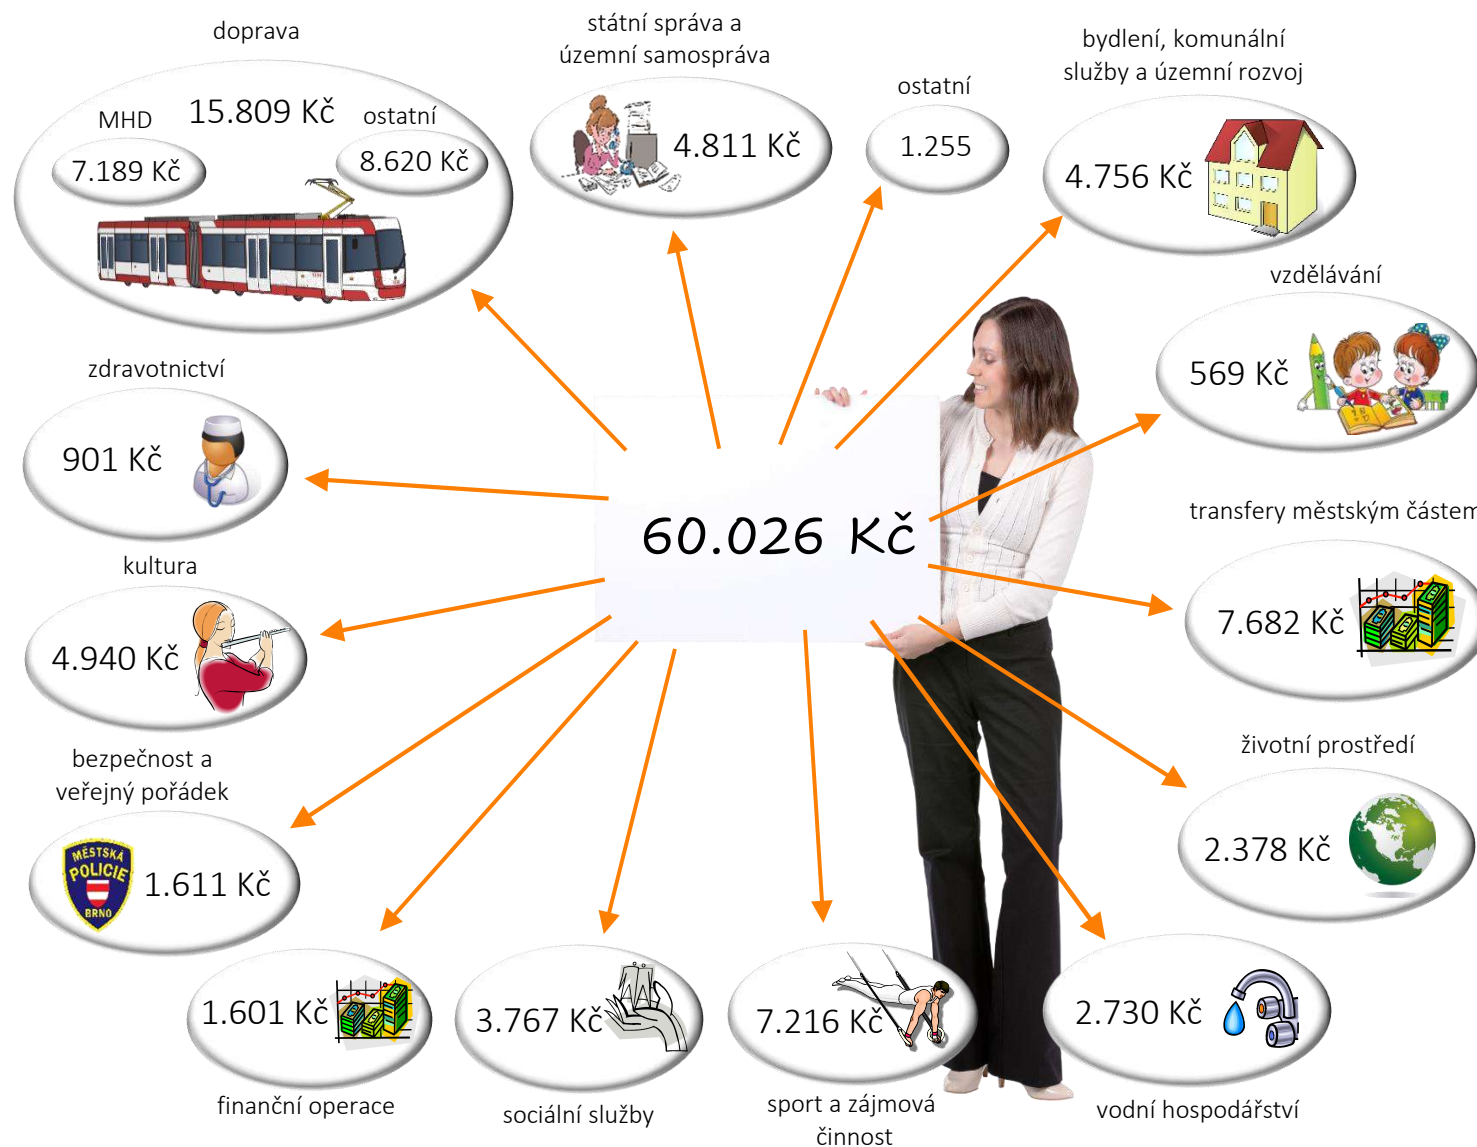 doprava
MHD
15.809 Kč
ostatní
7.189 Kč
8.620 Kč
státní správa a
územní samospráva
4.811 Kč
ostatní
1.255
bydlení, komunální
služby a územní rozvoj
4.756 Kč
vzdělávání
569 Kč
zdravotnictví
901 Kč
60.026 Kč
transfery městským částem
7.682 Kč
kultura
4.940 Kč
životní prostředí
2.378 Kč
bezpečnost a
veřejný pořádek
MĚSTSKÁ
POLICIE
BRNO
1.611 Kč
1.601 Kč
finanční operace
3.767 Kč
sociální služby
7.216 Kč
sport a zájmová
činnost
2.730 Kč
vodní hospodářství